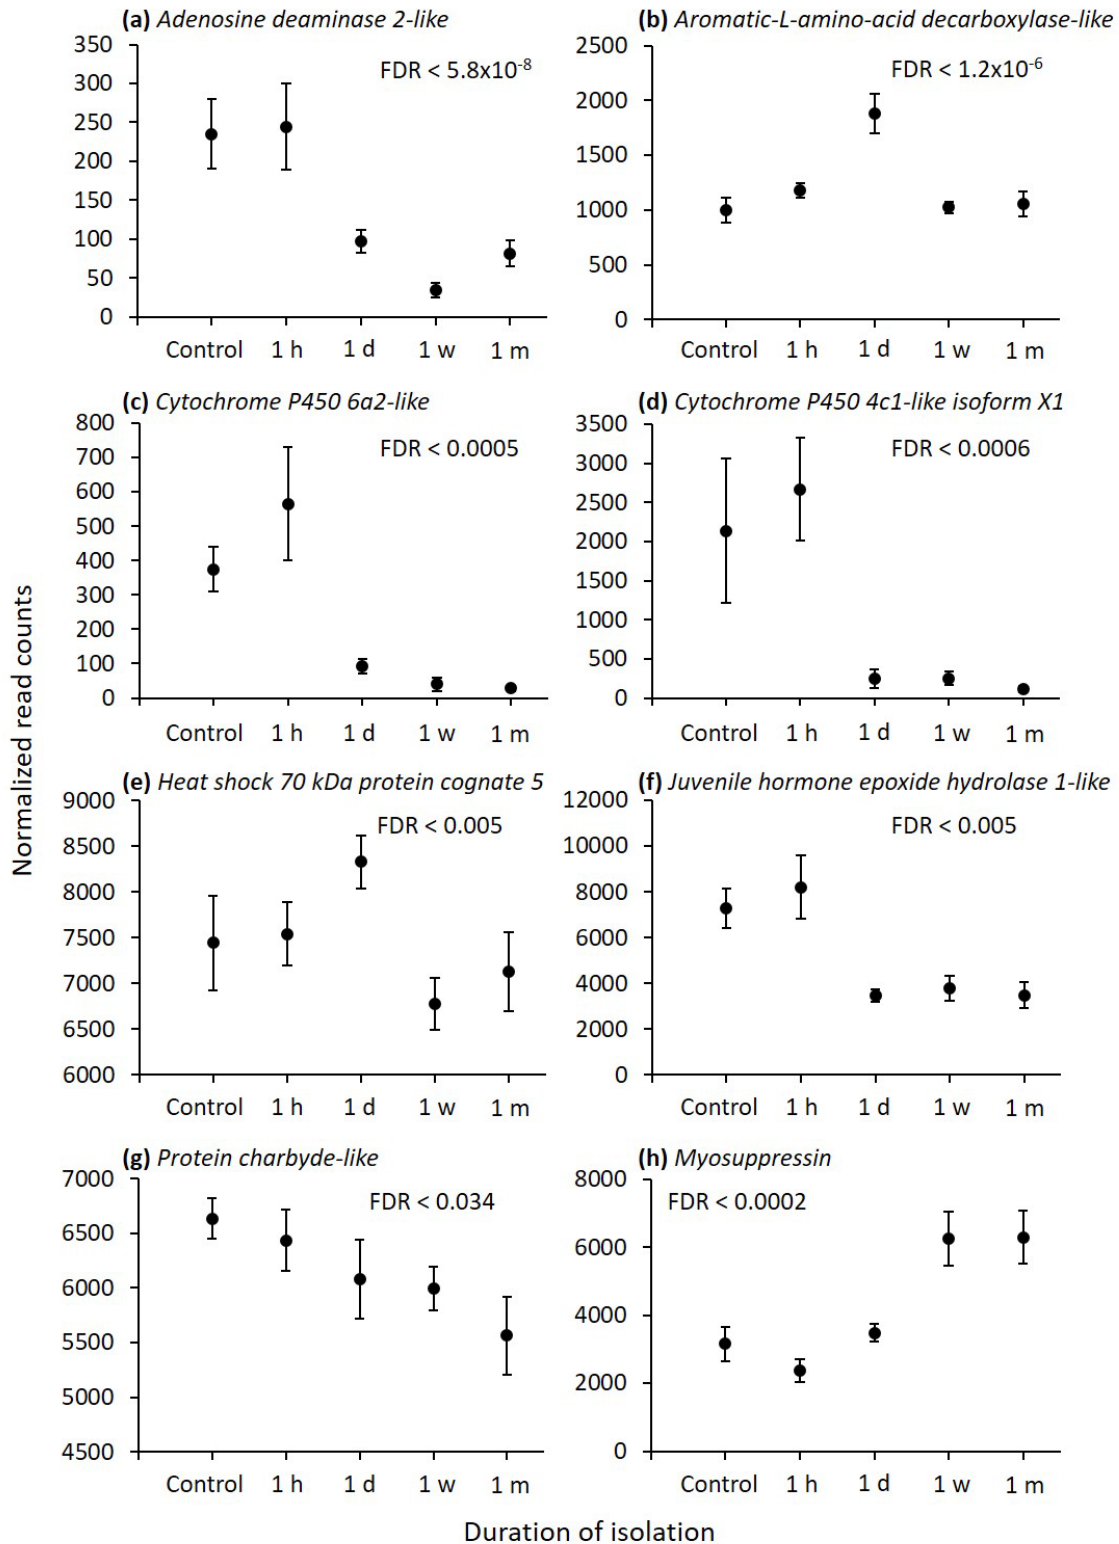 (a) Adenosine deaminase 2-like
FDR < 5.8x10-8
350
300
250
200
150
100
50
0
Control 1 h 1 d 1 w 1 m
(b) Aromatic-L-amino-acid decarboxylase-like
FDR < 1.2x10-6
2500
2000
1500
1000
500
0
Control 1 h 1 d 1 w 1 m
(c) Cytochrome P450 6a2-like
FDR < 0.0005
800
700
600
500
400
300
200
100
0
Control 1 h 1 d 1 w 1 m
(d) Cytochrome P450 4c1-like isoform X1
FDR < 0.0006
3500
3000
2500
2000
1500
1000
500
0
Control 1 h 1 d 1 w 1 m
Normalized read counts
(e) Heat shock 70 kDa protein cognate 5
FDR < 0.005
9000
8500
8000
7500
7000
6500
6000
Control 1 h 1 d 1 w 1 m
(f) Juvenile hormone epoxide hydrolase 1-like
FDR < 0.005
12000
10000
8000
6000
4000
2000
0
Control 1 h 1 d 1 w 1 m
(g) Protein charbyde-like
FDR < 0.034
7000
6500
6000
5500
5000
4500
Control 1 h 1 d 1 w 1 m
(h) Myosuppressin
FDR < 0.0002
8000
6000
4000
2000
0
Control 1 h 1 d 1 w 1 m
Duration of isolation